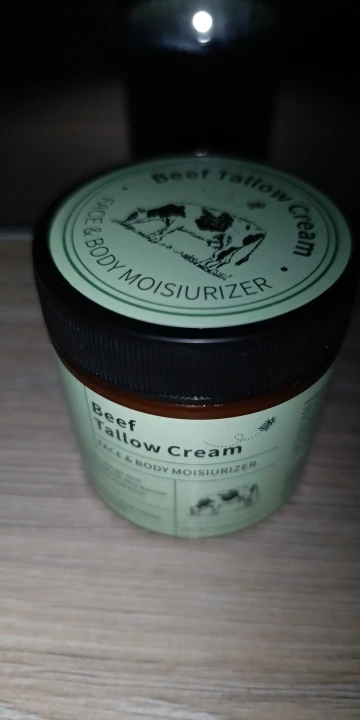 Beef Tallow Cream
FACE & BODY MOISIURIZER
Beef
Tallow Cream
FACE & BODY MOISIURIZER